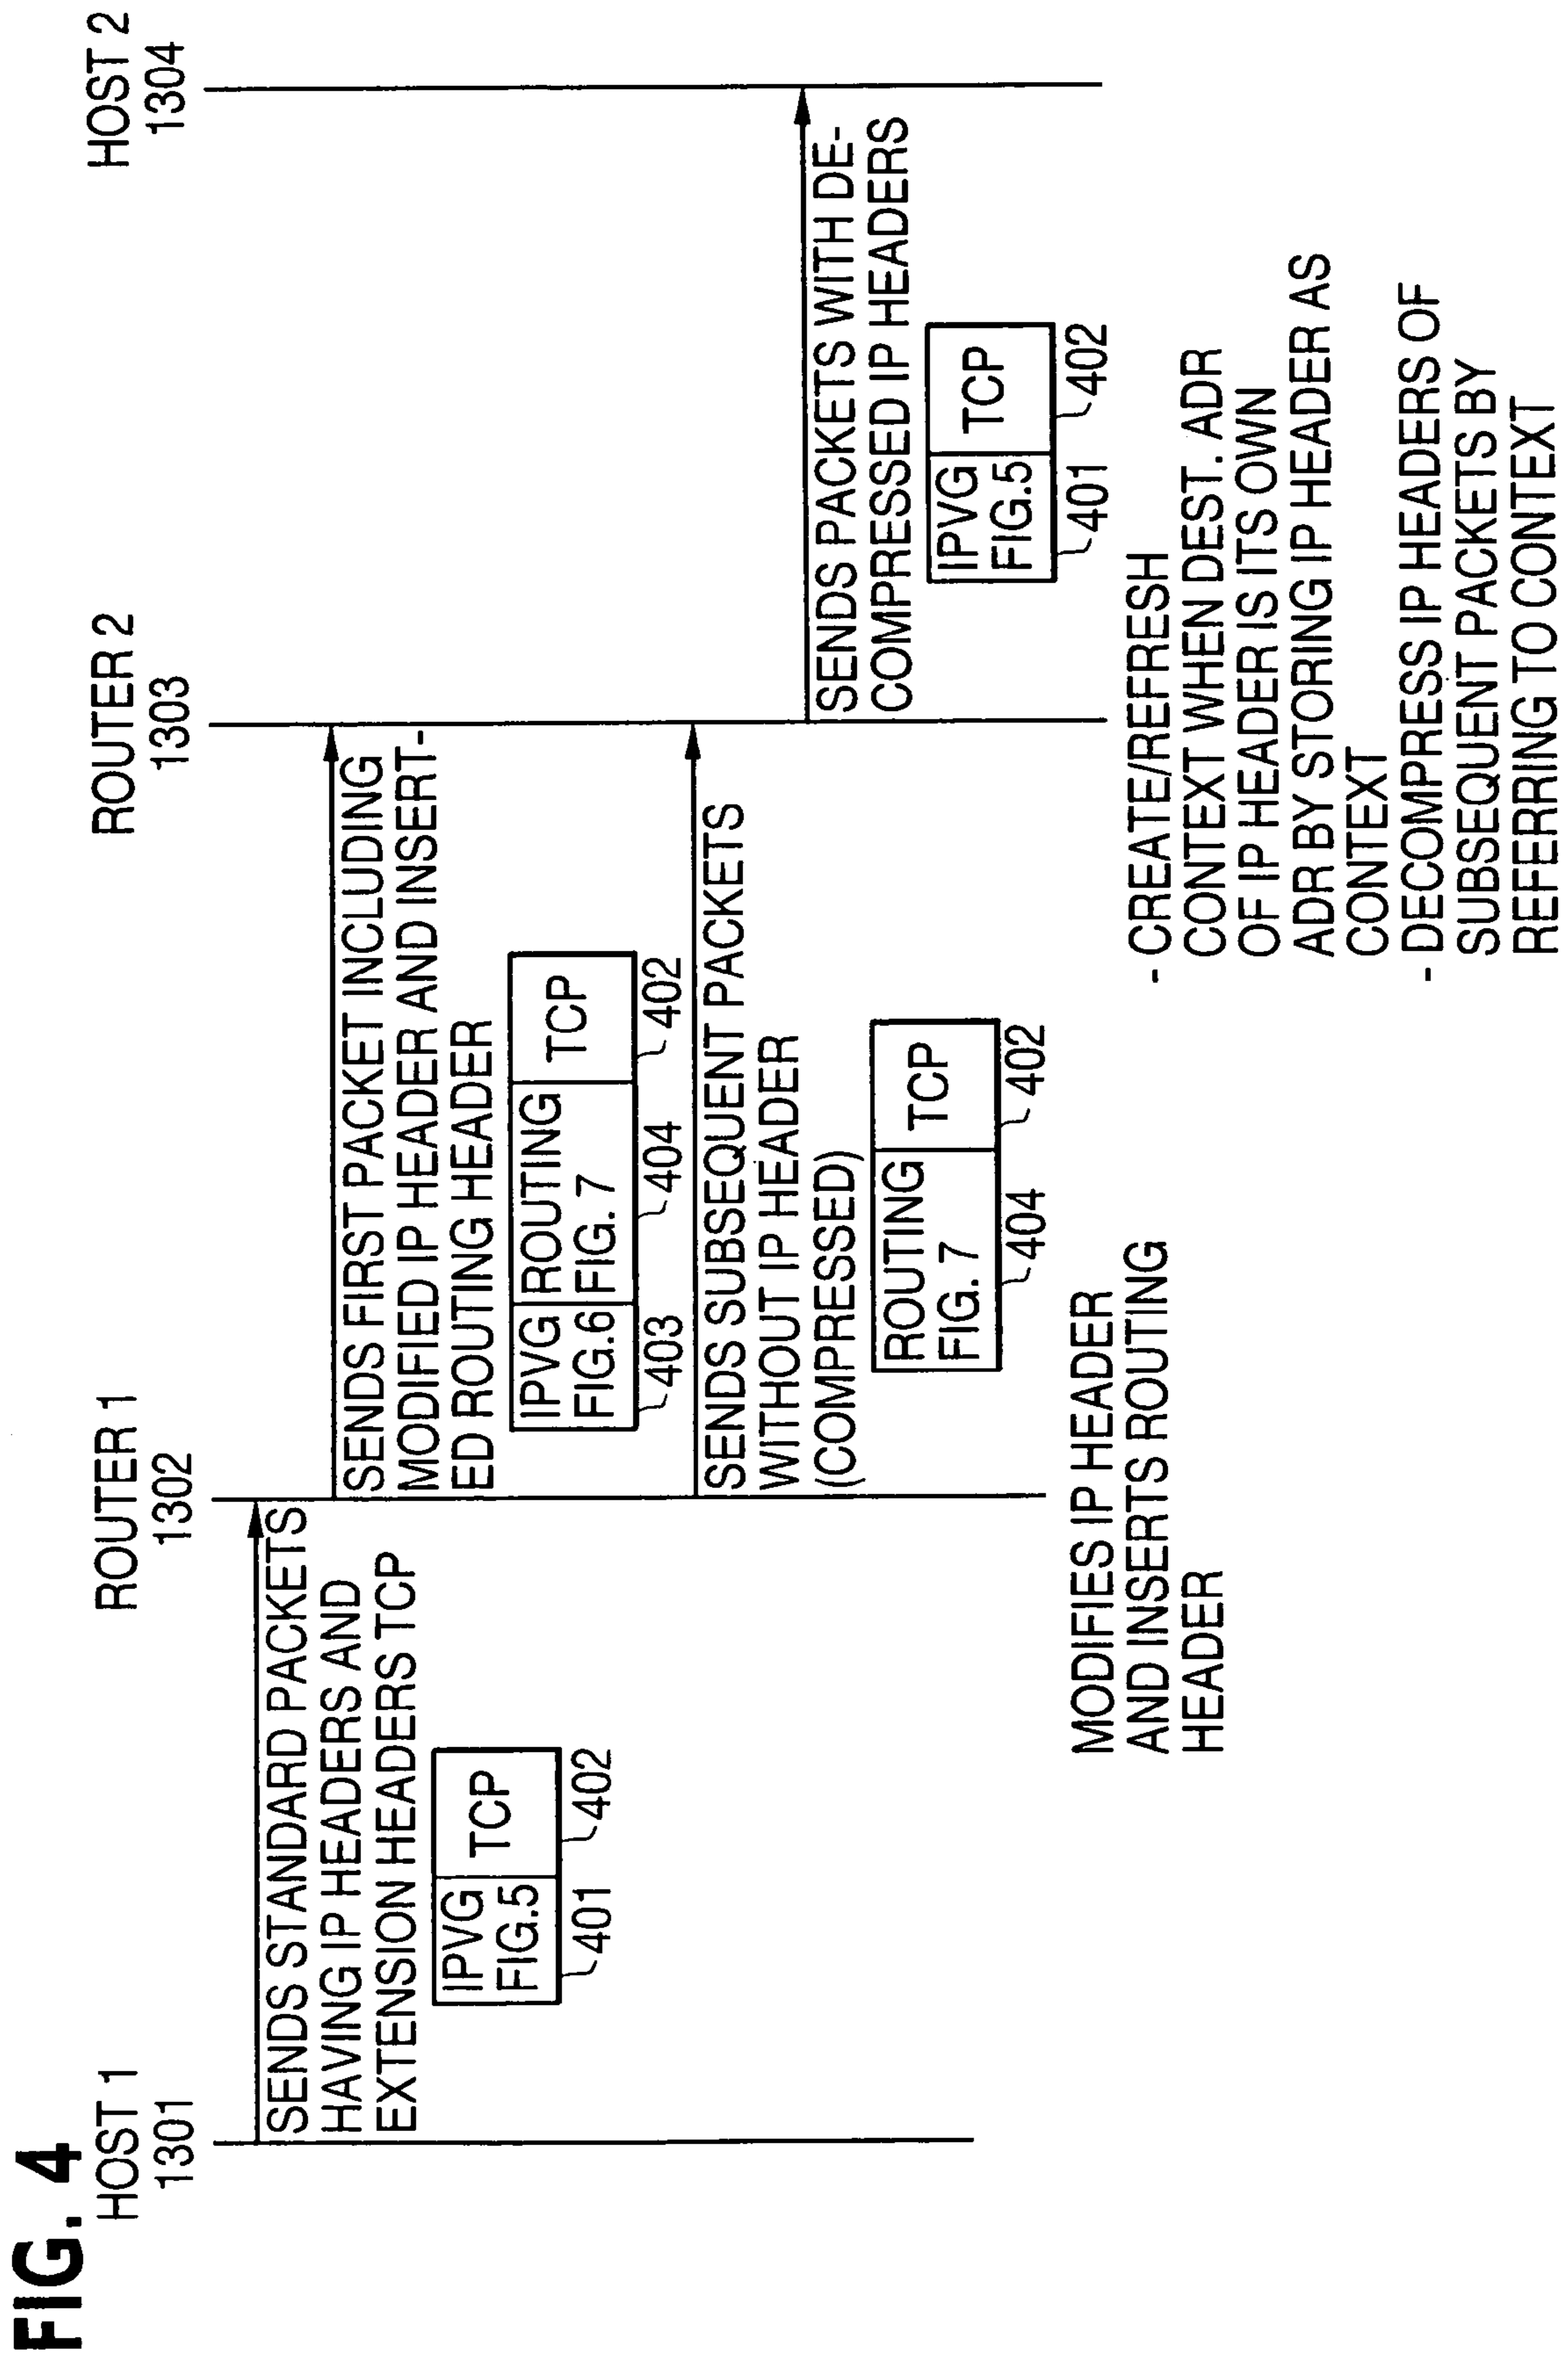 FIG. 4
HOST 1
1301
ROUTER 1
1302
ROUTER 2
1303
HOST 2
1304
SENDS STANDARD PACKETS
HAVING IP HEADERS AND
EXTENSION HEADERS TCP
IPVG
FIG.5
TCP
401
402
SENDS FIRST PACKET INCLUDING
MODIFIED IP HEADER AND INSERT-
ED ROUTING HEADER
IPVG
FIG.6
ROUTING
FIG. 7
TCP
403
404
402
SENDS SUBSEQUENT PACKETS
WITHOUT IP HEADER
(COMPRESSED)
ROUTING
FIG. 7
TCP
404
402
SENDS PACKETS WITH DE-
COMPRESSED IP HEADERS
IPVG
FIG.5
TCP
401
402
MODIFIES IP HEADER
AND INSERTS ROUTING
HEADER
- CREATE/REFRESH
CONTEXT WHEN DEST. ADR
OF IP HEADER IS ITS OWN
ADR BY STORING IP HEADER AS
CONTEXT
- DECOMPRESS IP HEADERS OF
SUBSEQUENT PACKETS BY
REFERRING TO CONTEXT